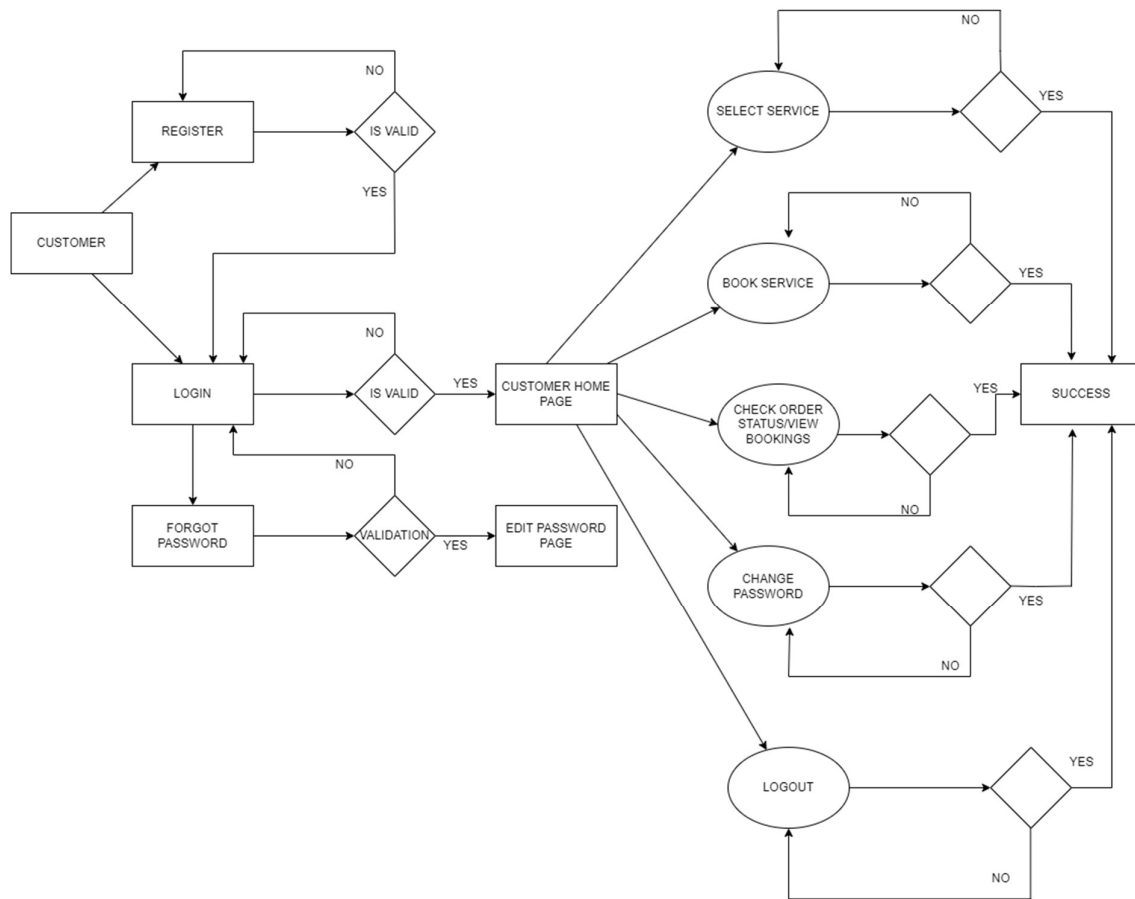 NO
SELECT SERVICE
YES
NO
REGISTER
IS VALID
YES
CUSTOMER
NO
BOOK SERVICE
YES
NO
LOGIN
IS VALID
YES
CUSTOMER HOME
PAGE
CHECK ORDER
STATUS/VIEW
BOOKINGS
YES
SUCCESS
NO
NO
FORGOT
PASSWORD
VALIDATION
YES
EDIT PASSWORD
PAGE
CHANGE
PASSWORD
YES
NO
LOGOUT
YES
NO